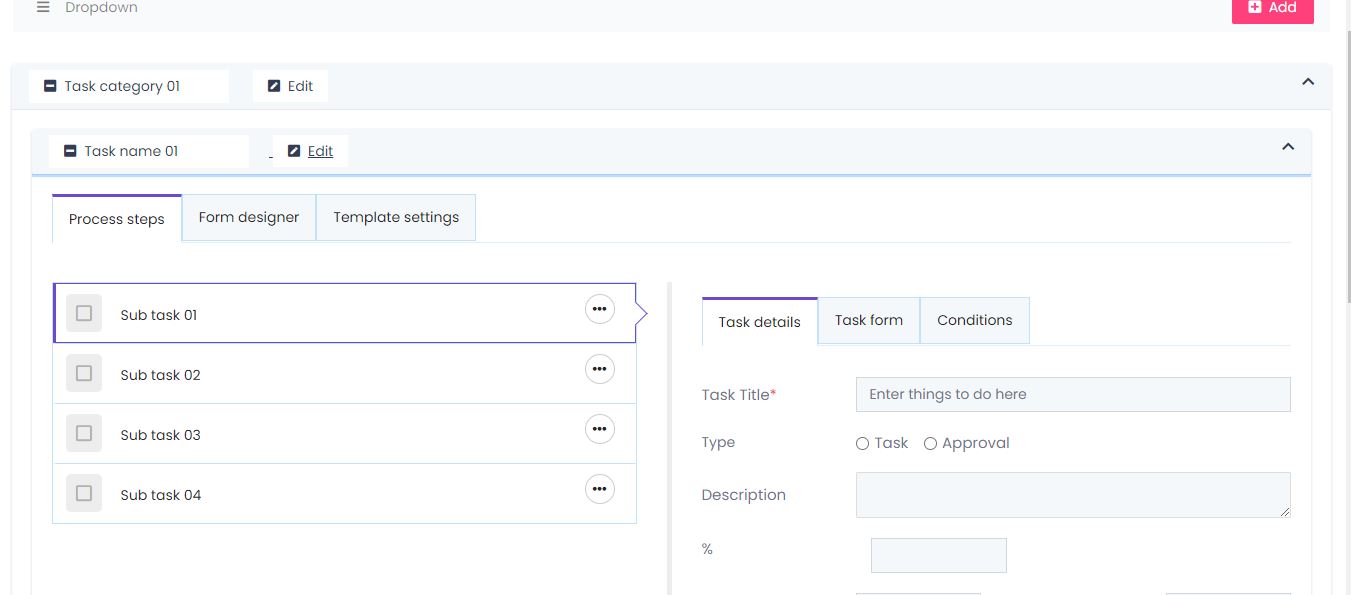 Dropdown
Add
Task category 01 Edit
Task name 01 Edit
Process steps Form designer Template settings
Sub task 01
Sub task 02
Sub task 03
Sub task 04
Task details Task form Conditions
Task Title* Enter things to do here
Type Task Approval
Description
%